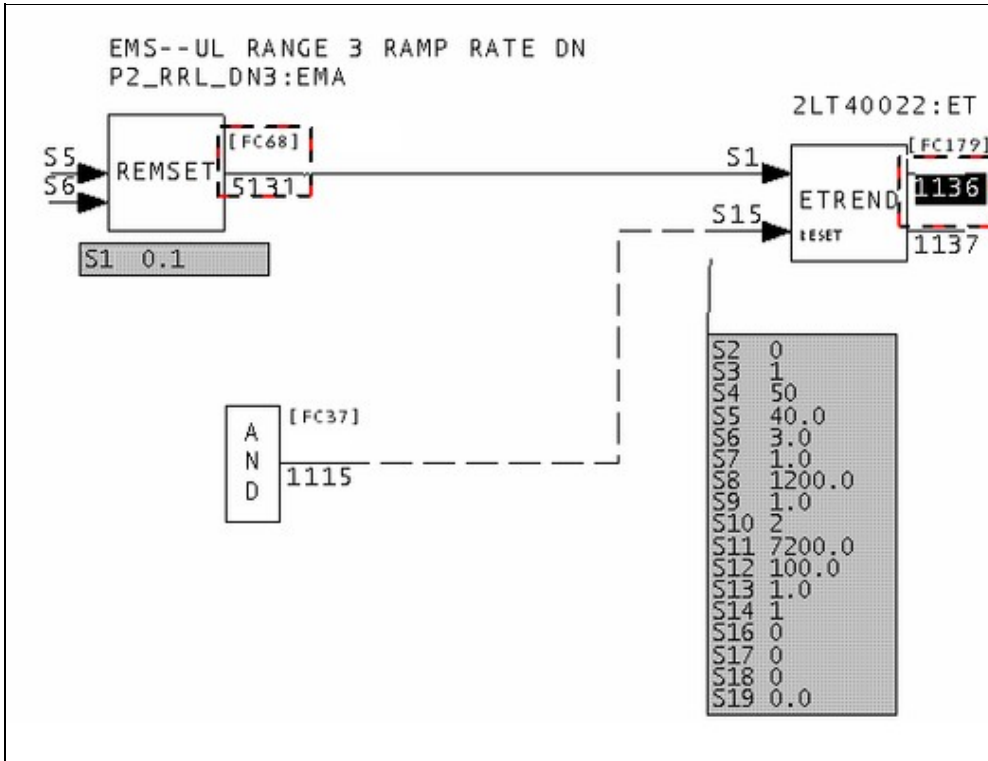 EMS--UL RANGE 3 RAMP RATE DN
P2_RRL_DN3:EMA
2LT40022:ET
[FC68]
[FC179]
S5
REMSET
S6
5131
S1
1136
ETREND
S15
RESET
1137
S1 0.1
S2 0
S3 1
S4 50
S5 40.0
S6 3.0
S7 1.0
S8 1200.0
S9 1.0
S10 2
S11 7200.0
S12 100.0
S13 1.0
S14 1
S16 0
S17 0
S18 0
S19 0.0
[FC37]
AND
1115